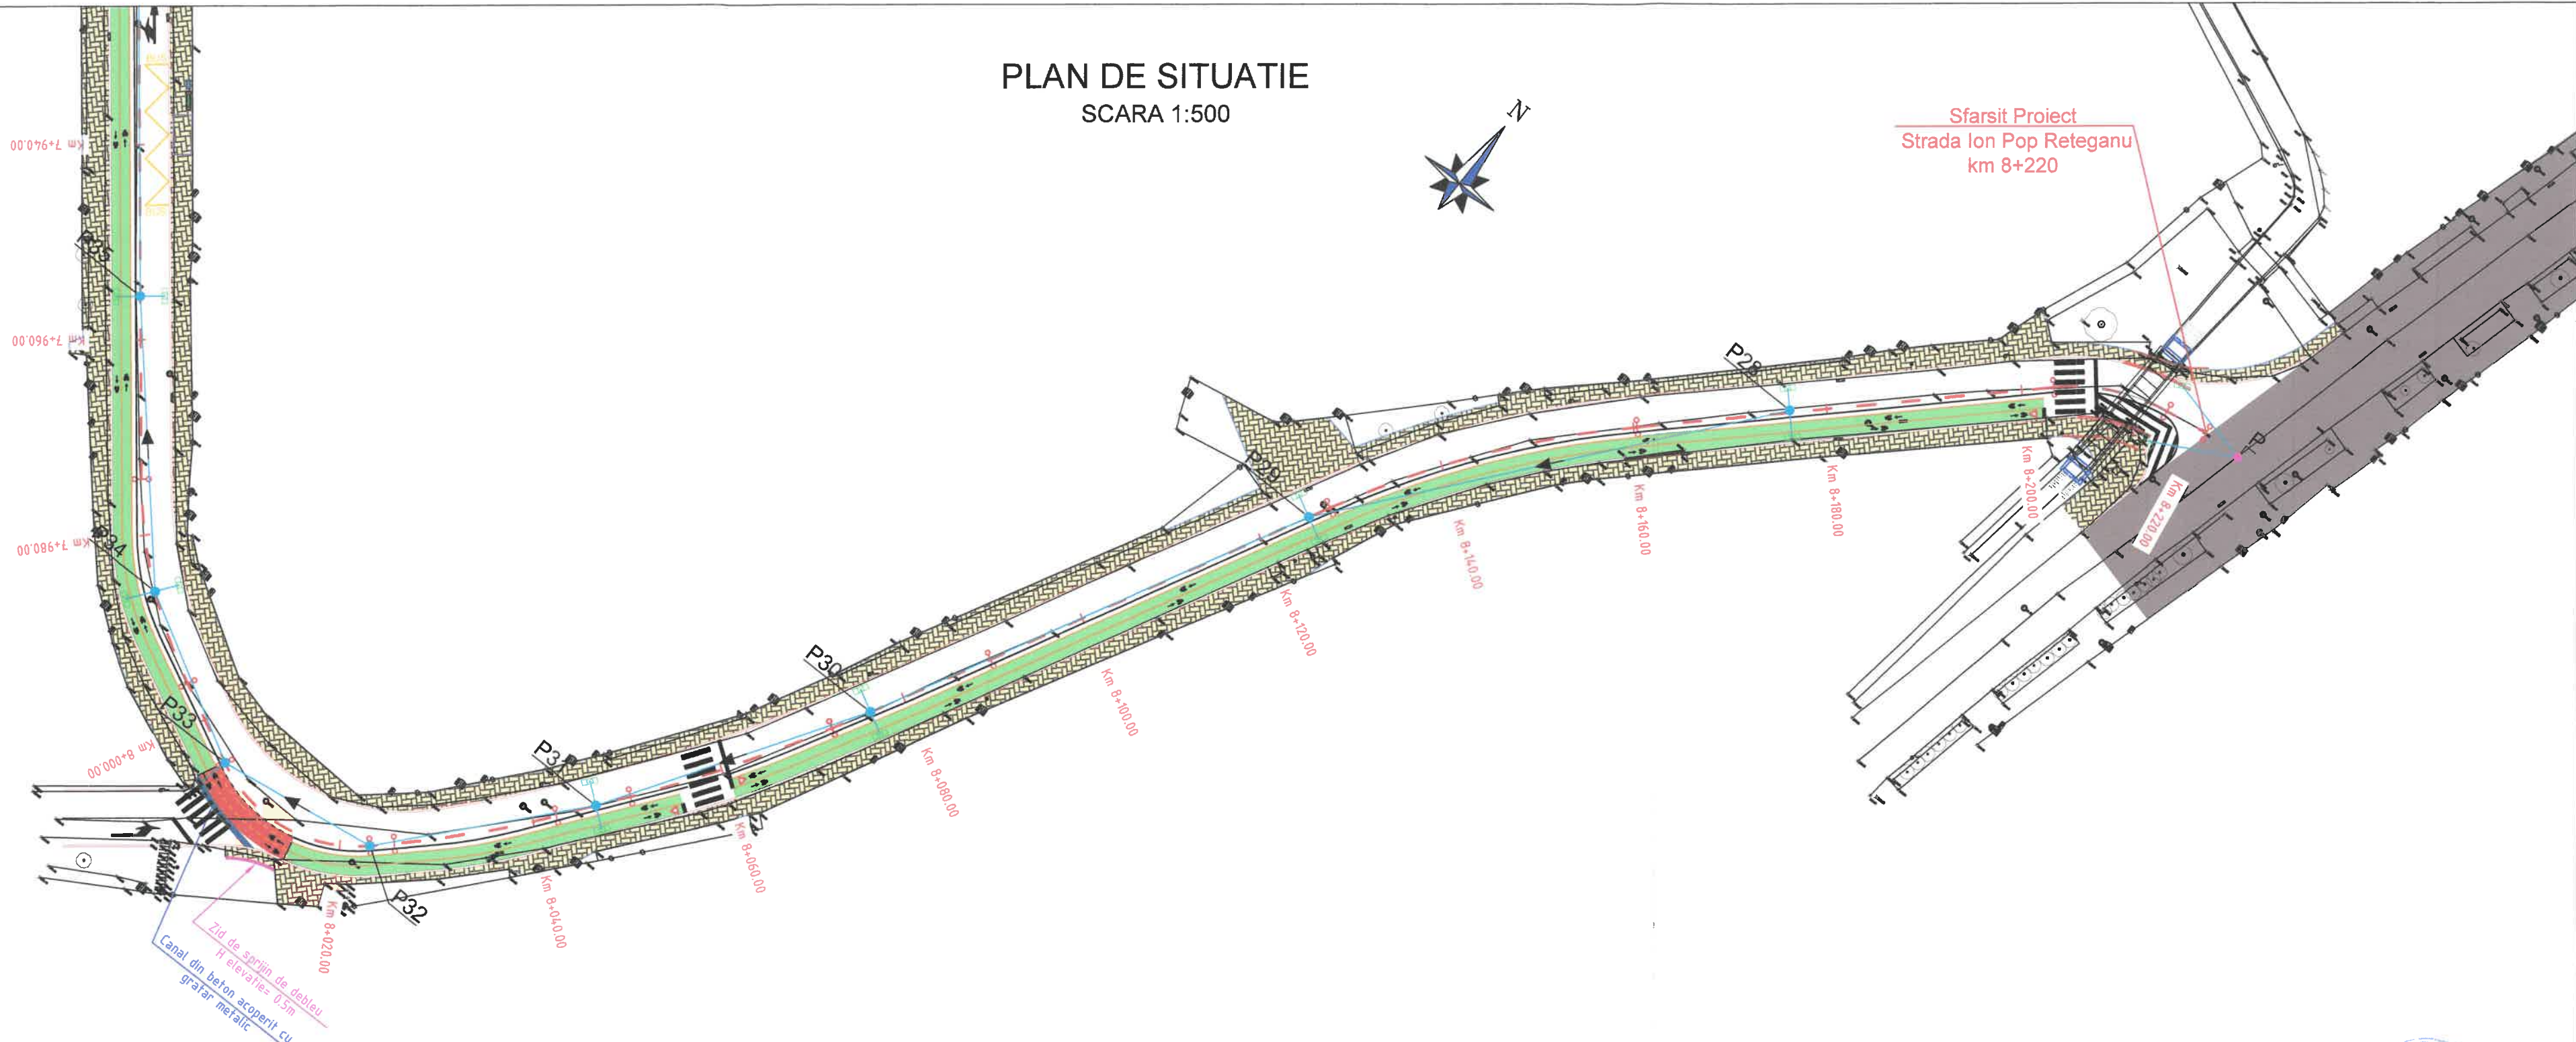 PLAN DE SITUATIE
SCARA 1:500
N
Sfarsit Proiect
Strada Ion Pop Reteganu
km 8+220
BUS
BUS
Km 7+940.00
P35
Km 7+960.00
P34
Km 7+980.00
P33
Km 8+000.00
Km 8+020.00
P32
Km 8+040.00
P31
Km 8+060.00
P30
Km 8+080.00
Km 8+100.00
P29
Km 8+120.00
Km 8+140.00
Km 8+160.00
P28
Km 8+180.00
Km 8+200.00
Km 8+220.00
Zid de sprijin de debleu
H elevatie= 0.5m
Canal din beton acoperit cu
gratar metalic